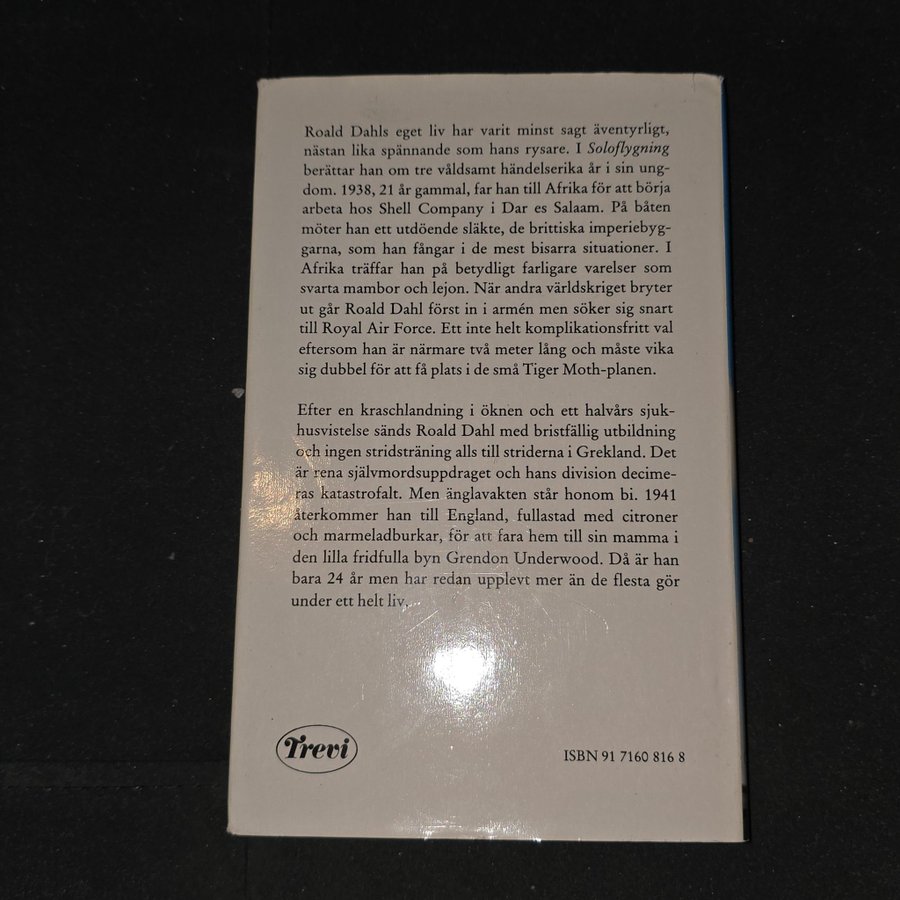 Roald Dahls eget liv har varit minst sagt äventyrligt,
nästan lika spännande som hans rysare. I Soloflygning
berättar han om tre våldsamt händelserika år i sin ung-
dom. 1938, 21 år gammal, far han till Afrika för att börja
arbeta hos Shell Company i Dar es Salaam. På båten
möter han ett utdöende släkte, de brittiska imperiebyg-
garna, som han fångar i de mest bisarra situationer. I
Afrika träffar han på betydligt farligare varelser som
svarta mambor och lejon. När andra världskriget bryter
ut går Roald Dahl först in i armén men söker sig snart
till Royal Air Force. Ett inte helt komplikationsfritt val
eftersom han är närmare två meter lång och måste vika
sig dubbel för att få plats i de små Tiger Moth-planen.
Efter en kraschlandning i öknen och ett halvårs sjuk-
husvistelse sänds Roald Dahl med bristfällig utbildning
och ingen stridsträning alls till striderna i Grekland. Det
är rena självmordsuppdraget och hans division decime-
ras katastrofalt. Men änglavakten står honom bi. 1941
återkommer han till England, fullastad med citroner
och marmeladburkar, för att fara hem till sin mamma i
den lilla fridfulla byn Grendon Underwood. Då är han
bara 24 år men har redan upplevt mer än de flesta gör
under ett helt liv.
Trevi
ISBN 91 7160 816 8